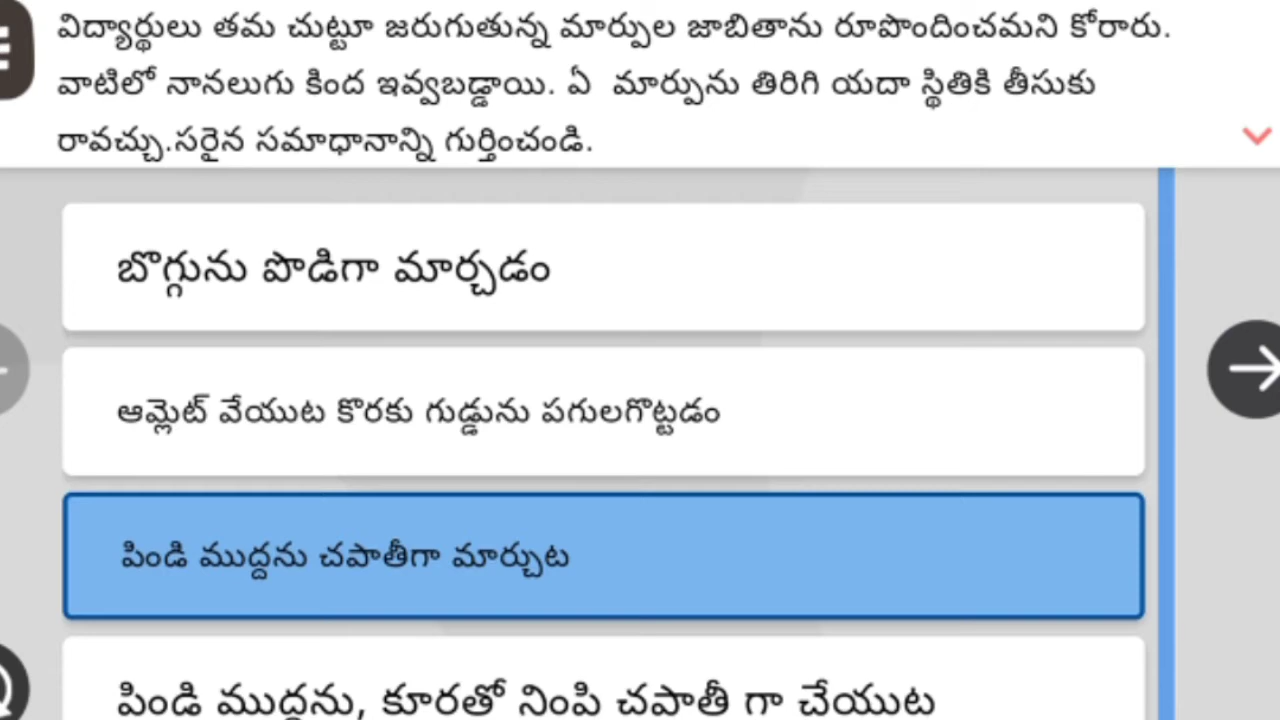 విద్యార్థులు తమ చుట్టూ జరుగుతున్న మార్పుల జాబితాను రూపొందించమని కోరారు.
వాటిలో నానలుగు కింద ఇవ్వబడ్డాయి. ఏ మార్పును తిరిగి యదా స్థితికి తీసుకు
రావచ్చు.సరైన సమాధానాన్ని గుర్తించండి.
బొగ్గును పొడిగా మార్చడం
ఆమ్లెట్ వేయుట కొరకు గుడ్డును పగులగొట్టడం
పిండి ముద్దను చపాతీగా మార్చుట
పిండి ముద్దను, కూరతో నింపి చపాతీ గా చేయుట